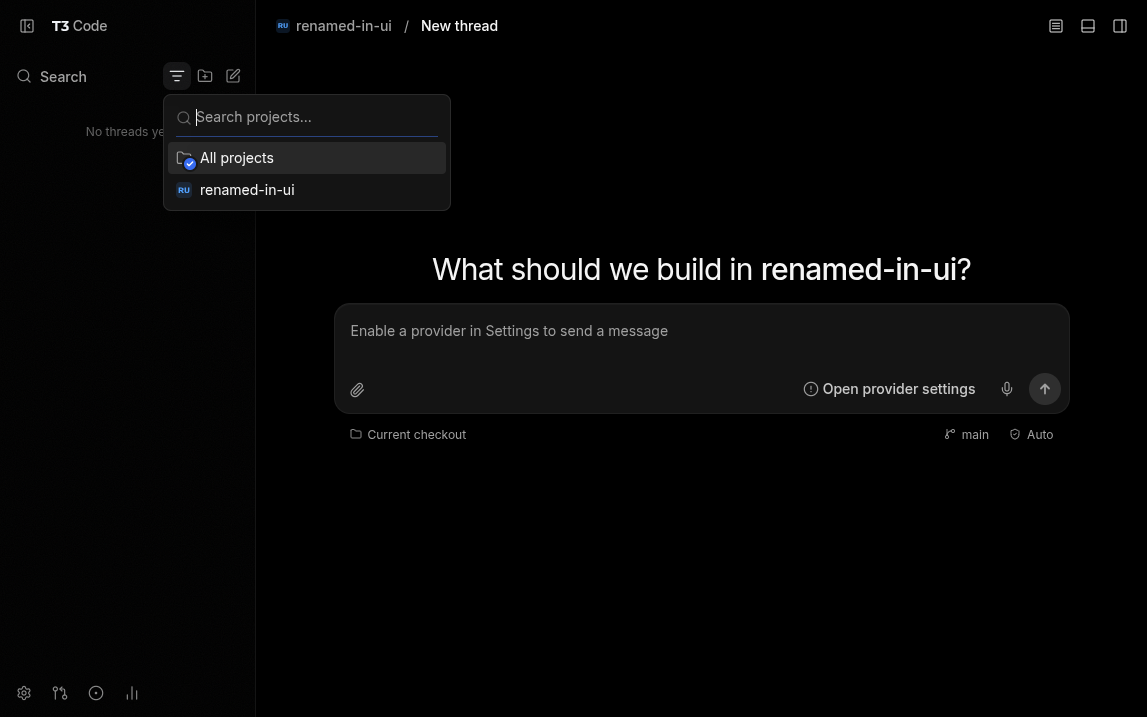 T3 Code
RU renamed-in-ui / New thread
Search
No threads ye
Search projects...
All projects
RU renamed-in-ui
What should we build in renamed-in-ui?
Enable a provider in Settings to send a message
Open provider settings
Current checkout
main
Auto